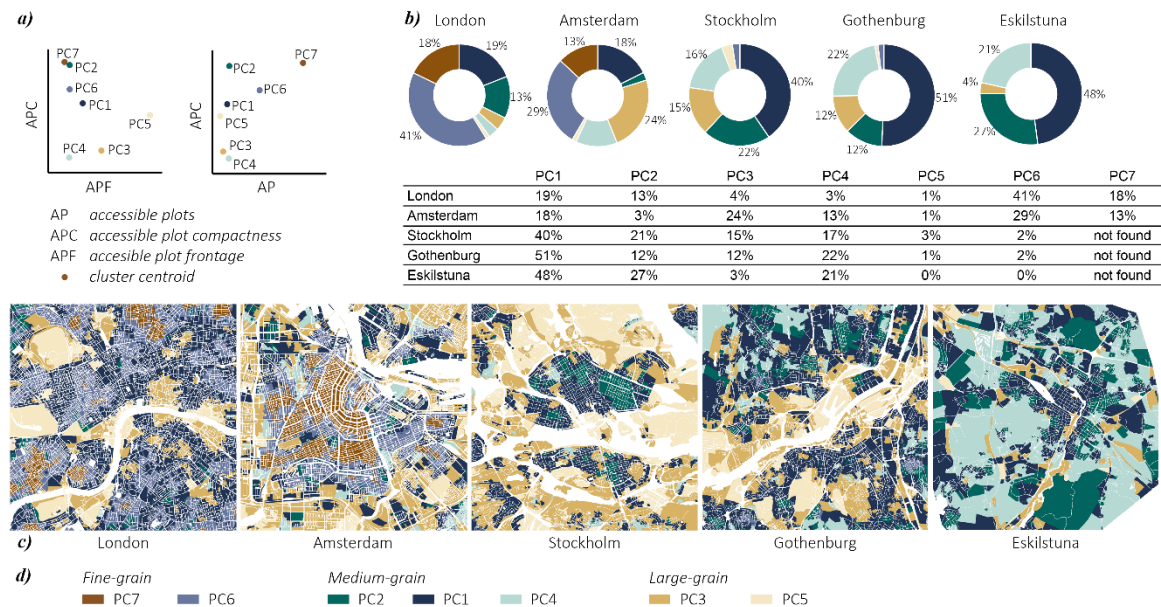 a)
PC7
PC2
PC6
PC1
PC5
PC4
PC3
APC
APF
PC7
PC2
PC6
PC1
PC5
PC3
PC4
APC
AP
AP accessible plots
APC accessible plot compactness
APF accesible plot frontage
cluster centroid
b)
London Amsterdam Stockholm Gothenburg Eskilstuna
18% 19%
13%
41%
13% 18%
29%
24%
16%
40%
15%
22%
22%
51%
12%
12%
21%
4%
48%
27%
PC1 PC2 PC3 PC4 PC5 PC6 PC7
London 19% 13% 4% 3% 1% 41% 18%
Amsterdam 18% 3% 24% 13% 1% 29% 13%
Stockholm 40% 21% 15% 17% 3% 2% not found
Gothenburg 51% 12% 12% 22% 1% 2% not found
Eskilstuna 48% 27% 3% 21% 0% 0% not found
c)
London Amsterdam Stockholm Gothenburg Eskilstuna
d)
Fine-grain Medium-grain Large-grain
PC7 PC6 PC2 PC1 PC4 PC3 PC5